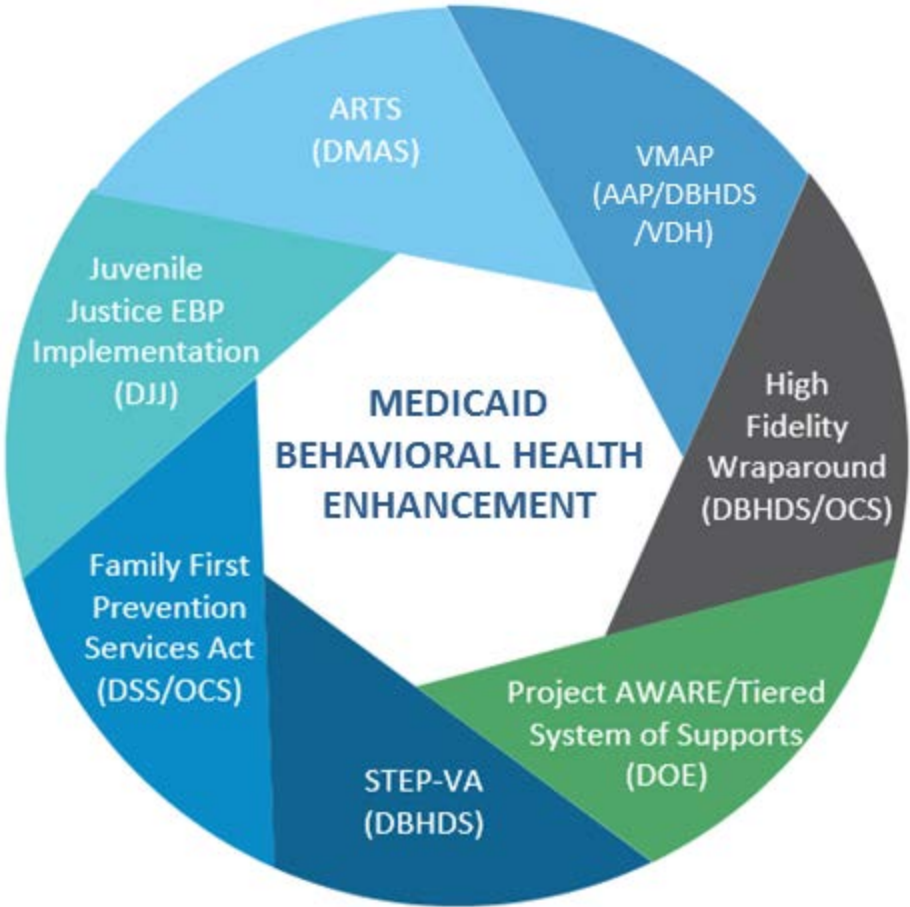 ARTS
(DMAS)
VMAP
(AAP/DBHDS
/VDH)
High
Fidelity
Wraparound
(DBHDS/OCS)
Project AWARE/Tiered
System of Supports
(DOE)
STEP-VA
(DBHDS)
Family First
Prevention
Services Act
(DSS/OCS)
Juvenile
Justice EBP
Implementation
(DJJ)
MEDICAID
BEHAVIORAL HEALTH
ENHANCEMENT